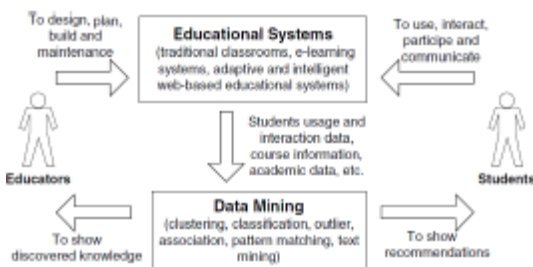 To design, plan,
build and
maintenance
Educational Systems
(traditional classrooms, e-learning
systems, adaptive and intelligent
web-based educational systems)
To use, interact,
participe and
communicate
Students usage and
interaction data,
course information,
academic data, etc.
Educators
Students
Data Mining
(clustering, classification, outlier,
association, pattern matching, text
mining)
To show
discovered knowledge
To show
recommendations